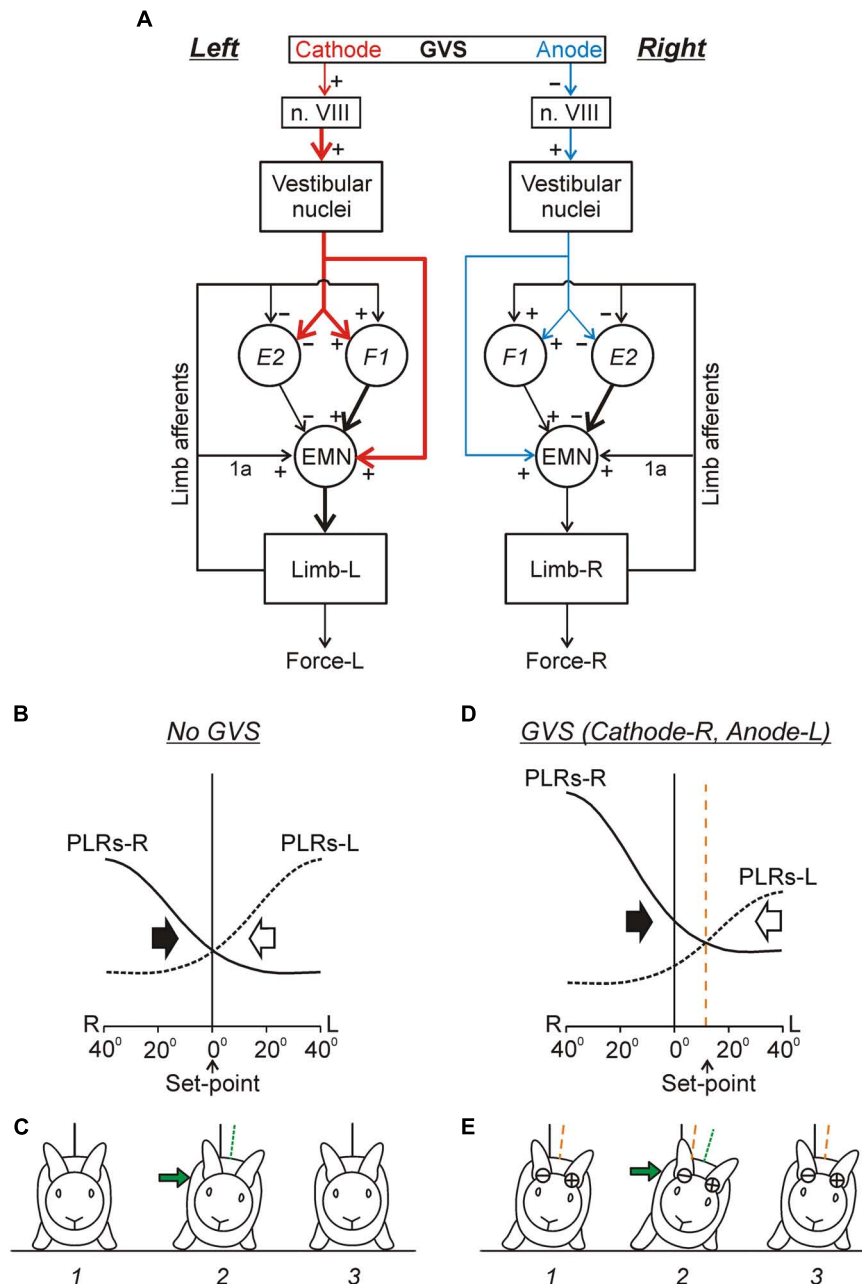 A
Left
Cathode GVS Anode
Right
+
−
n. VIII
n. VIII
+
+
Vestibular
nuclei
Vestibular
nuclei
− + + −
E2 − + F1
F1 + − E2
Limb afferents
− +
+ −
Limb afferents
EMN
EMN
1a + +
+ + 1a
Limb-L
Limb-R
Force-L
Force-R
B
No GVS
PLRs-R
PLRs-L
R
L
40⁰ 20⁰ 0⁰ 20⁰ 40⁰
Set-point
D
GVS (Cathode-R, Anode-L)
PLRs-R
PLRs-L
R
L
40⁰ 20⁰ 0⁰ 20⁰ 40⁰
Set-point
C
1 2 3
E
− + − + − +
1 2 3